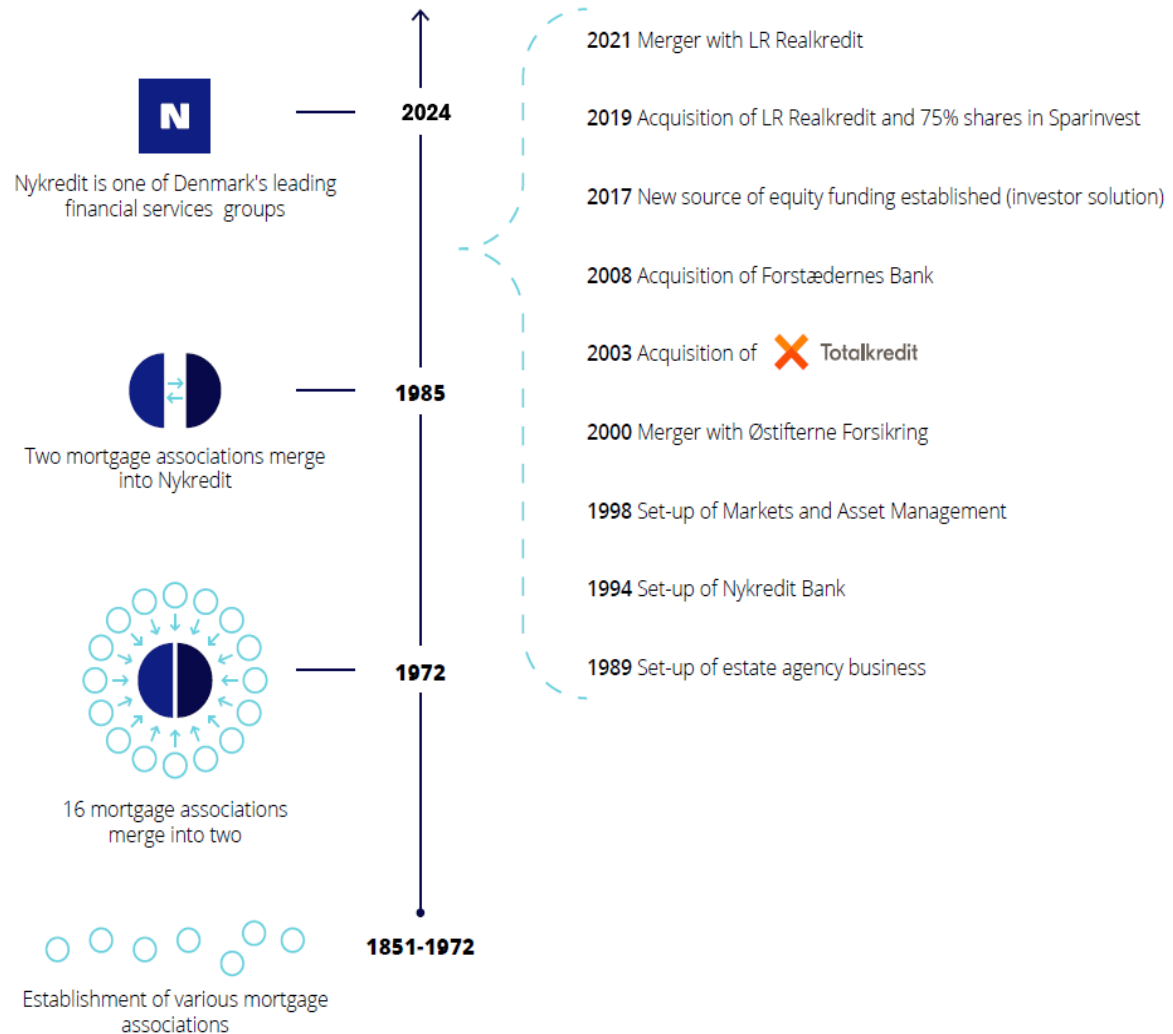 2024
N
Nykredit is one of Denmark's leading
financial services groups
1985
Two mortgage associations merge
into Nykredit
1972
16 mortgage associations
merge into two
1851-1972
Establishment of various mortgage
associations
2021 Merger with LR Realkredit
2019 Acquisition of LR Realkredit and 75% shares in Sparinvest
2017 New source of equity funding established (investor solution)
2008 Acquisition of Forstædernes Bank
2003 Acquisition of Totalkredit
2000 Merger with Østifterne Forsikring
1998 Set-up of Markets and Asset Management
1994 Set-up of Nykredit Bank
1989 Set-up of estate agency business